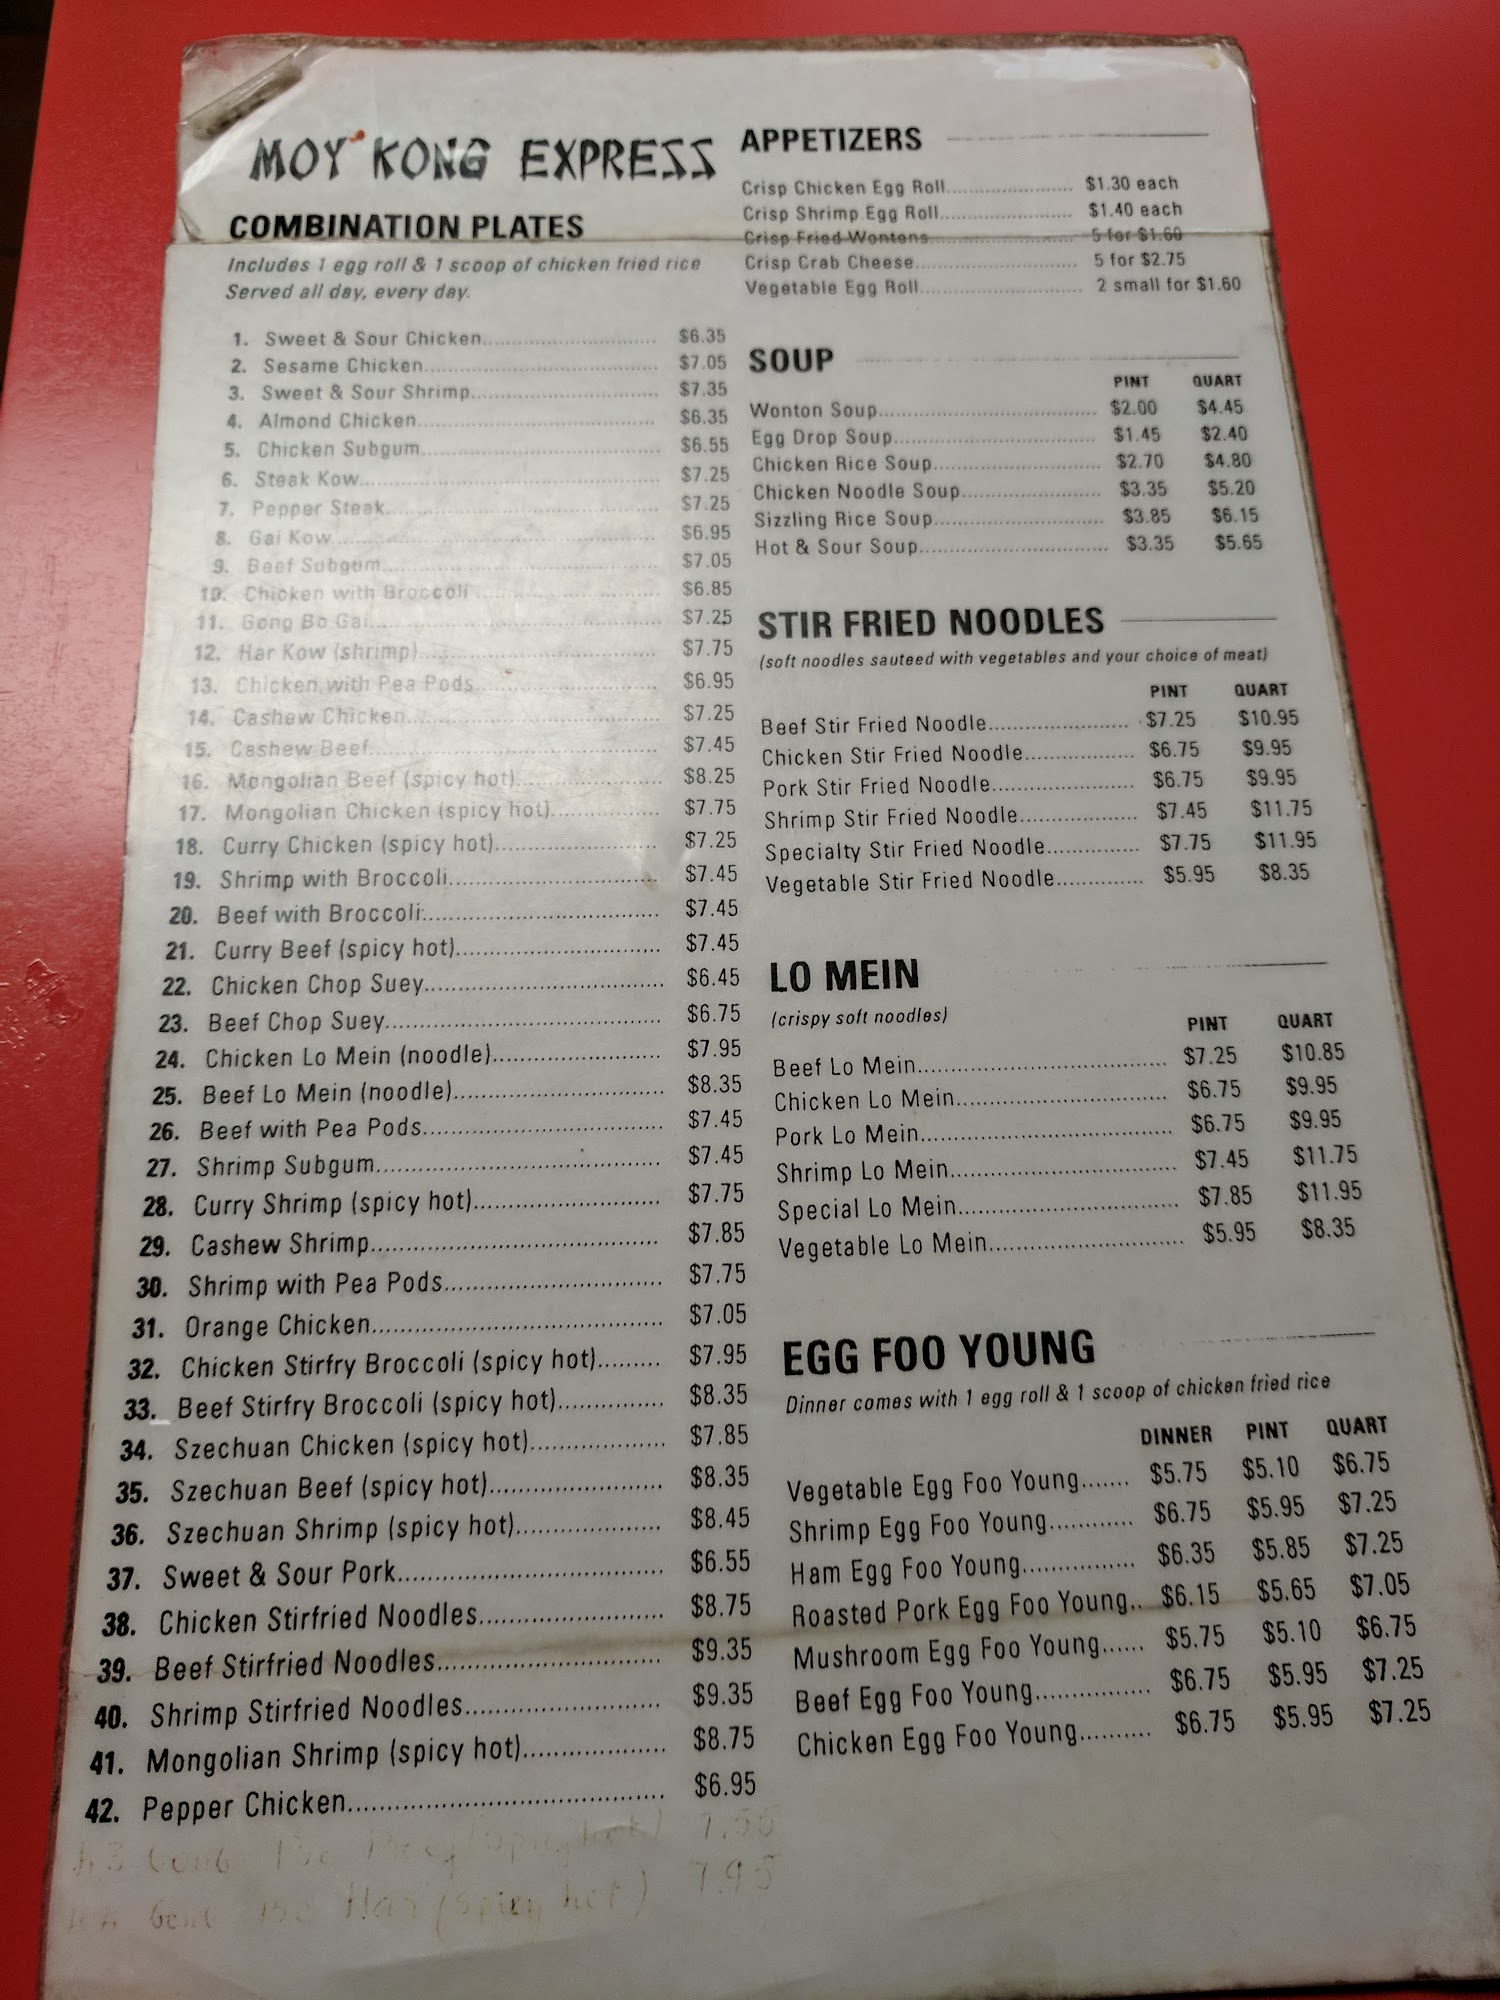 MOY KONG EXPRESS
COMBINATION PLATES
Includes 1 egg roll & 1 scoop of chicken fried rice
Served all day, every day.
1. Sweet & Sour Chicken $6.35
2. Sesame Chicken $7.05
3. Sweet & Sour Shrimp $7.35
4. Almond Chicken $6.35
5. Chicken Subgum $6.55
6. Steak Kow $7.25
7. Pepper Steak $7.25
8. Gai Kow $6.95
9. Beef Subgum $7.05
10. Chicken with Broccoli $6.85
11. Gong Bo Gai $7.25
12. Har Kow (shrimp) $7.75
13. Chicken with Pea Pods $6.95
14. Cashew Chicken $7.25
15. Cashew Beef $7.45
16. Mongolian Beef (spicy hot) $8.25
17. Mongolian Chicken (spicy hot) $7.75
18. Curry Chicken (spicy hot) $7.25
19. Shrimp with Broccoli $7.45
20. Beef with Broccoli $7.45
21. Curry Beef (spicy hot) $7.45
22. Chicken Chop Suey $6.45
23. Beef Chop Suey $6.75
24. Chicken Lo Mein (noodle) $7.95
25. Beef Lo Mein (noodle) $8.35
26. Beef with Pea Pods $7.45
27. Shrimp Subgum $7.45
28. Curry Shrimp (spicy hot) $7.75
29. Cashew Shrimp $7.85
30. Shrimp with Pea Pods $7.75
31. Orange Chicken $7.05
32. Chicken Stirfry Broccoli (spicy hot) $7.95
33. Beef Stirfry Broccoli (spicy hot) $8.35
34. Szechuan Chicken (spicy hot) $7.85
35. Szechuan Beef (spicy hot) $8.35
36. Szechuan Shrimp (spicy hot) $8.45
37. Sweet & Sour Pork $6.55
38. Chicken Stirfried Noodles $8.75
39. Beef Stirfried Noodles $9.35
40. Shrimp Stirfried Noodles $9.35
41. Mongolian Shrimp (spicy hot) $8.75
42. Pepper Chicken $6.95
(spicy hot)
(spicy hot) 7.95
APPETIZERS
Crisp Chicken Egg Roll $1.30 each
Crisp Shrimp Egg Roll $1.40 each
Crisp Fried Wontons 5 for $1.60
Crisp Crab Cheese 5 for $2.75
Vegetable Egg Roll 2 small for $1.60
SOUP
PINT QUART
Wonton Soup $2.00 $4.45
Egg Drop Soup $1.45 $2.40
Chicken Rice Soup $2.70 $4.80
Chicken Noodle Soup $3.35 $5.20
Sizzling Rice Soup $3.85 $6.15
Hot & Sour Soup $3.35 $5.65
STIR FRIED NOODLES
(soft noodles sauteed with vegetables and your choice of meat)
PINT QUART
Beef Stir Fried Noodle $7.25 $10.95
Chicken Stir Fried Noodle $6.75 $9.95
Pork Stir Fried Noodle $6.75 $9.95
Shrimp Stir Fried Noodle $7.45 $11.75
Specialty Stir Fried Noodle $7.75 $11.95
Vegetable Stir Fried Noodle $5.95 $8.35
LO MEIN
(crispy soft noodles)
PINT QUART
Beef Lo Mein $7.25 $10.85
Chicken Lo Mein $6.75 $9.95
Pork Lo Mein $6.75 $9.95
Shrimp Lo Mein $7.45 $11.75
Special Lo Mein $7.85 $11.95
Vegetable Lo Mein $5.95 $8.35
EGG FOO YOUNG
Dinner comes with 1 egg roll & 1 scoop of chicken fried rice
DINNER PINT QUART
Vegetable Egg Foo Young $5.75 $5.10 $6.75
Shrimp Egg Foo Young $6.75 $5.95 $7.25
Ham Egg Foo Young $6.35 $5.85 $7.25
Roasted Pork Egg Foo Young $6.15 $5.65 $7.05
Mushroom Egg Foo Young $5.75 $5.10 $6.75
Beef Egg Foo Young $6.75 $5.95 $7.25
Chicken Egg Foo Young $6.75 $5.95 $7.25